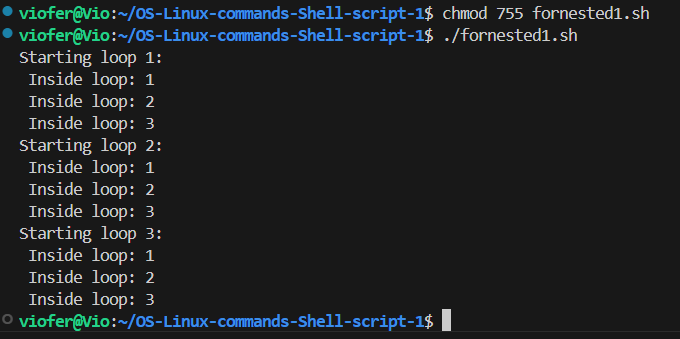 viofer@Vio:~/OS-Linux-commands-Shell-script-1$ chmod 755 fornested1.sh
viofer@Vio:~/OS-Linux-commands-Shell-script-1$ ./fornested1.sh
Starting loop 1:
 Inside loop: 1
 Inside loop: 2
 Inside loop: 3
Starting loop 2:
 Inside loop: 1
 Inside loop: 2
 Inside loop: 3
Starting loop 3:
 Inside loop: 1
 Inside loop: 2
 Inside loop: 3
viofer@Vio:~/OS-Linux-commands-Shell-script-1$